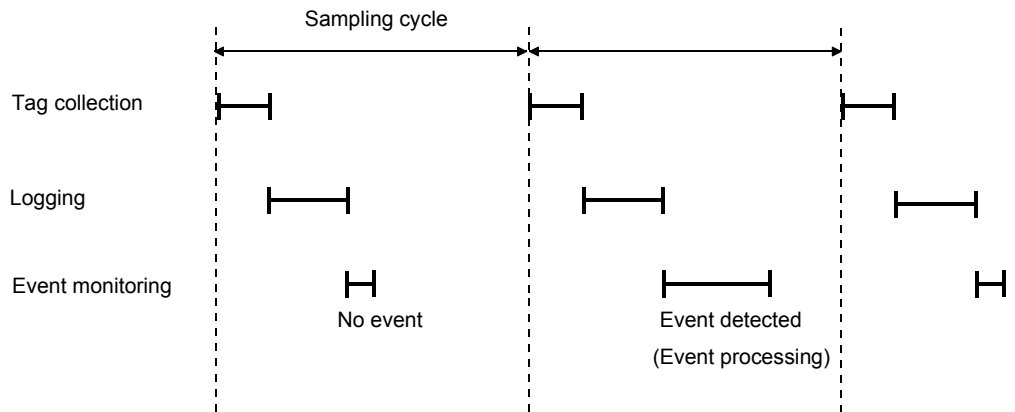 Sampling cycle
Tag collection
Logging
Event monitoring
No event
Event detected
(Event processing)